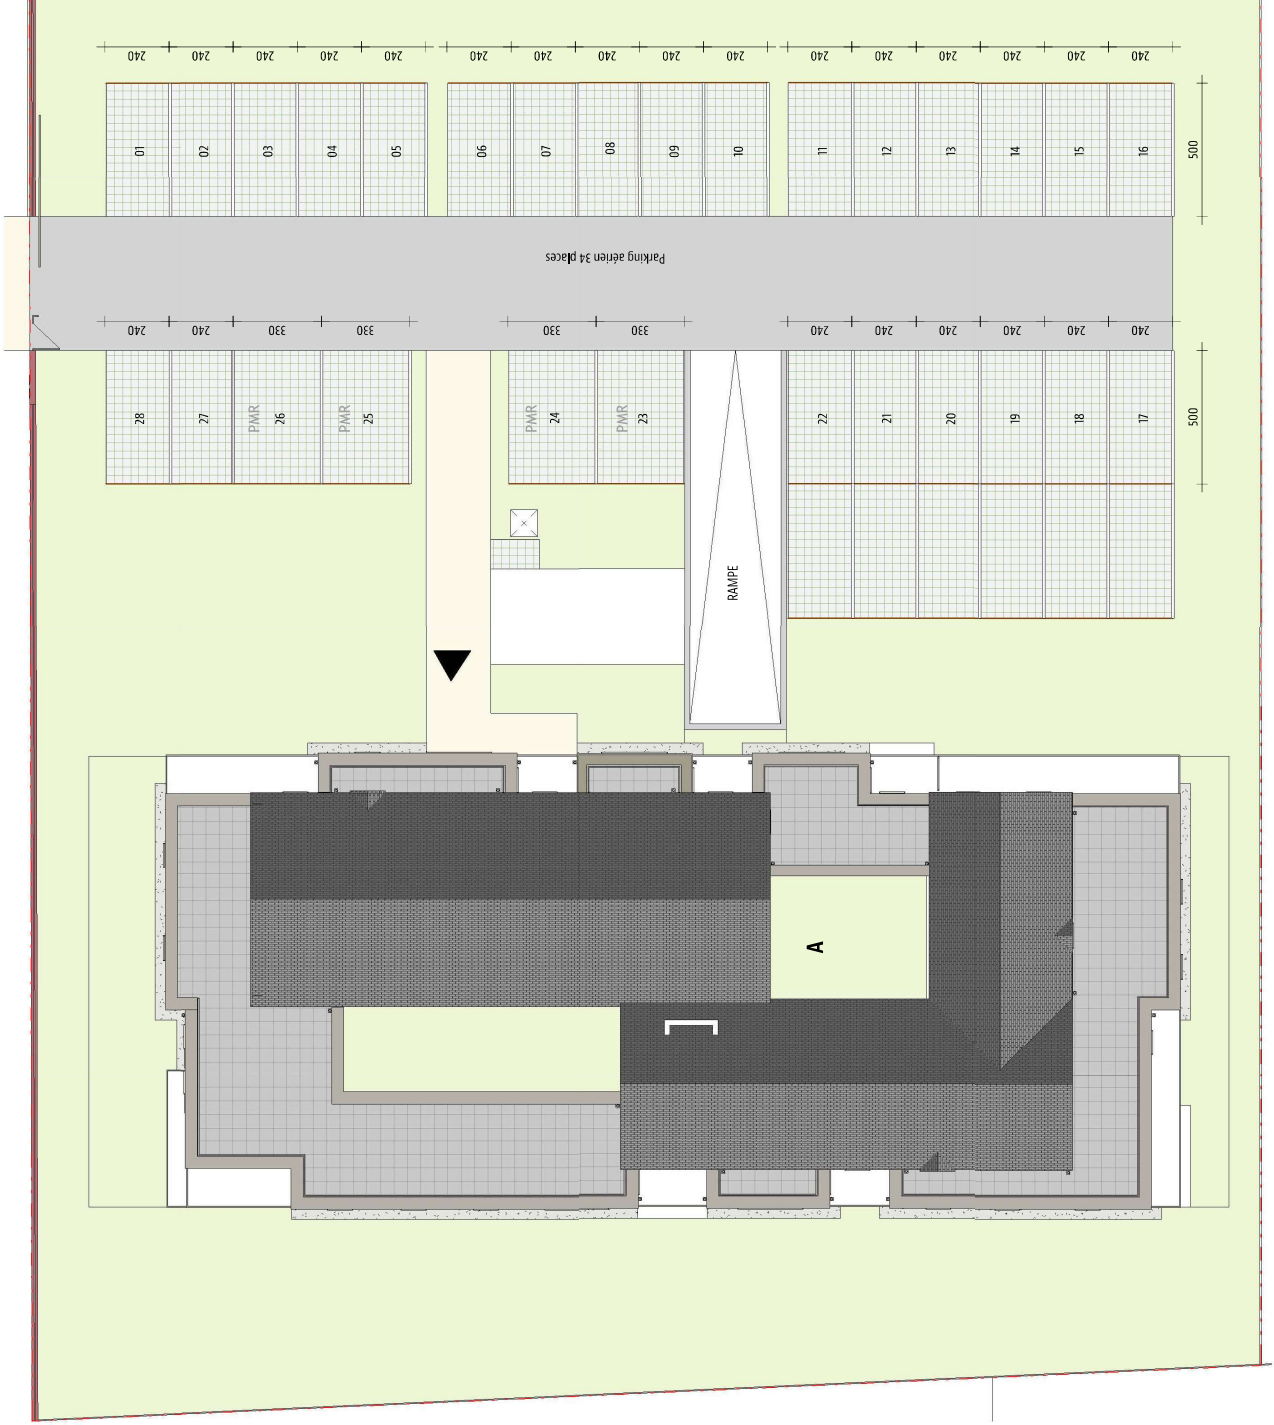 240 240 240 240 240 240 240 240 240 240 240 240 240 240 240 240
01 02 03 04 05 06 07 08 09 10 11 12 13 14 15 16
500
Parking aérien 34 places
240 240 330 330 330 330 240 240 240 240 240 240
28 27 PMR 26 PMR 25 PMR 24 PMR 23 22 21 20 19 18 17
500
RAMPE
A